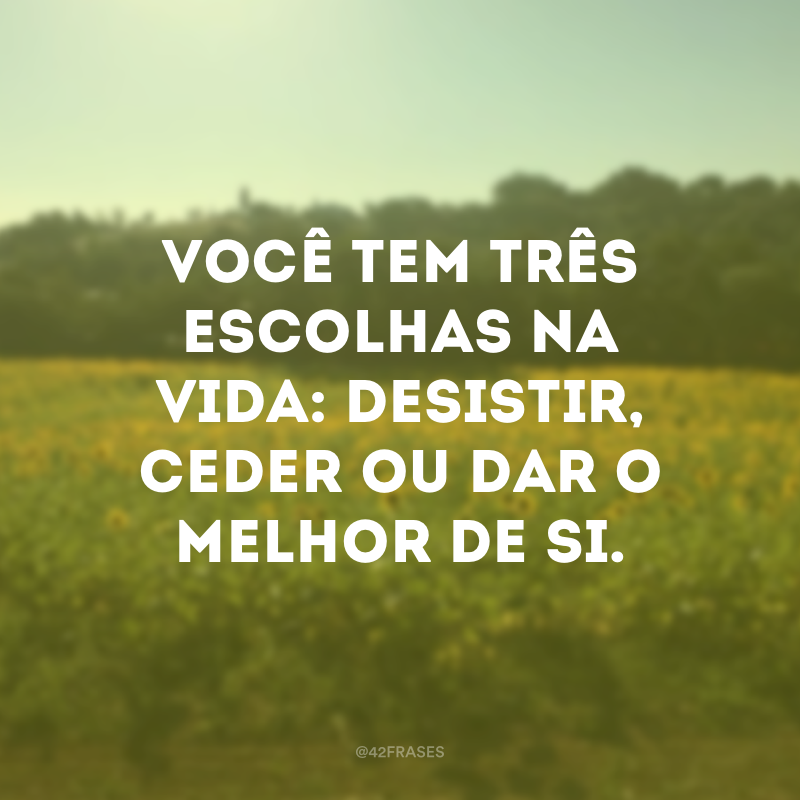 VOCÊ TEM TRÊS
ESCOLHAS NA
VIDA: DESISTIR,
CEDER OU DAR O
MELHOR DE SI.
@42FRASES